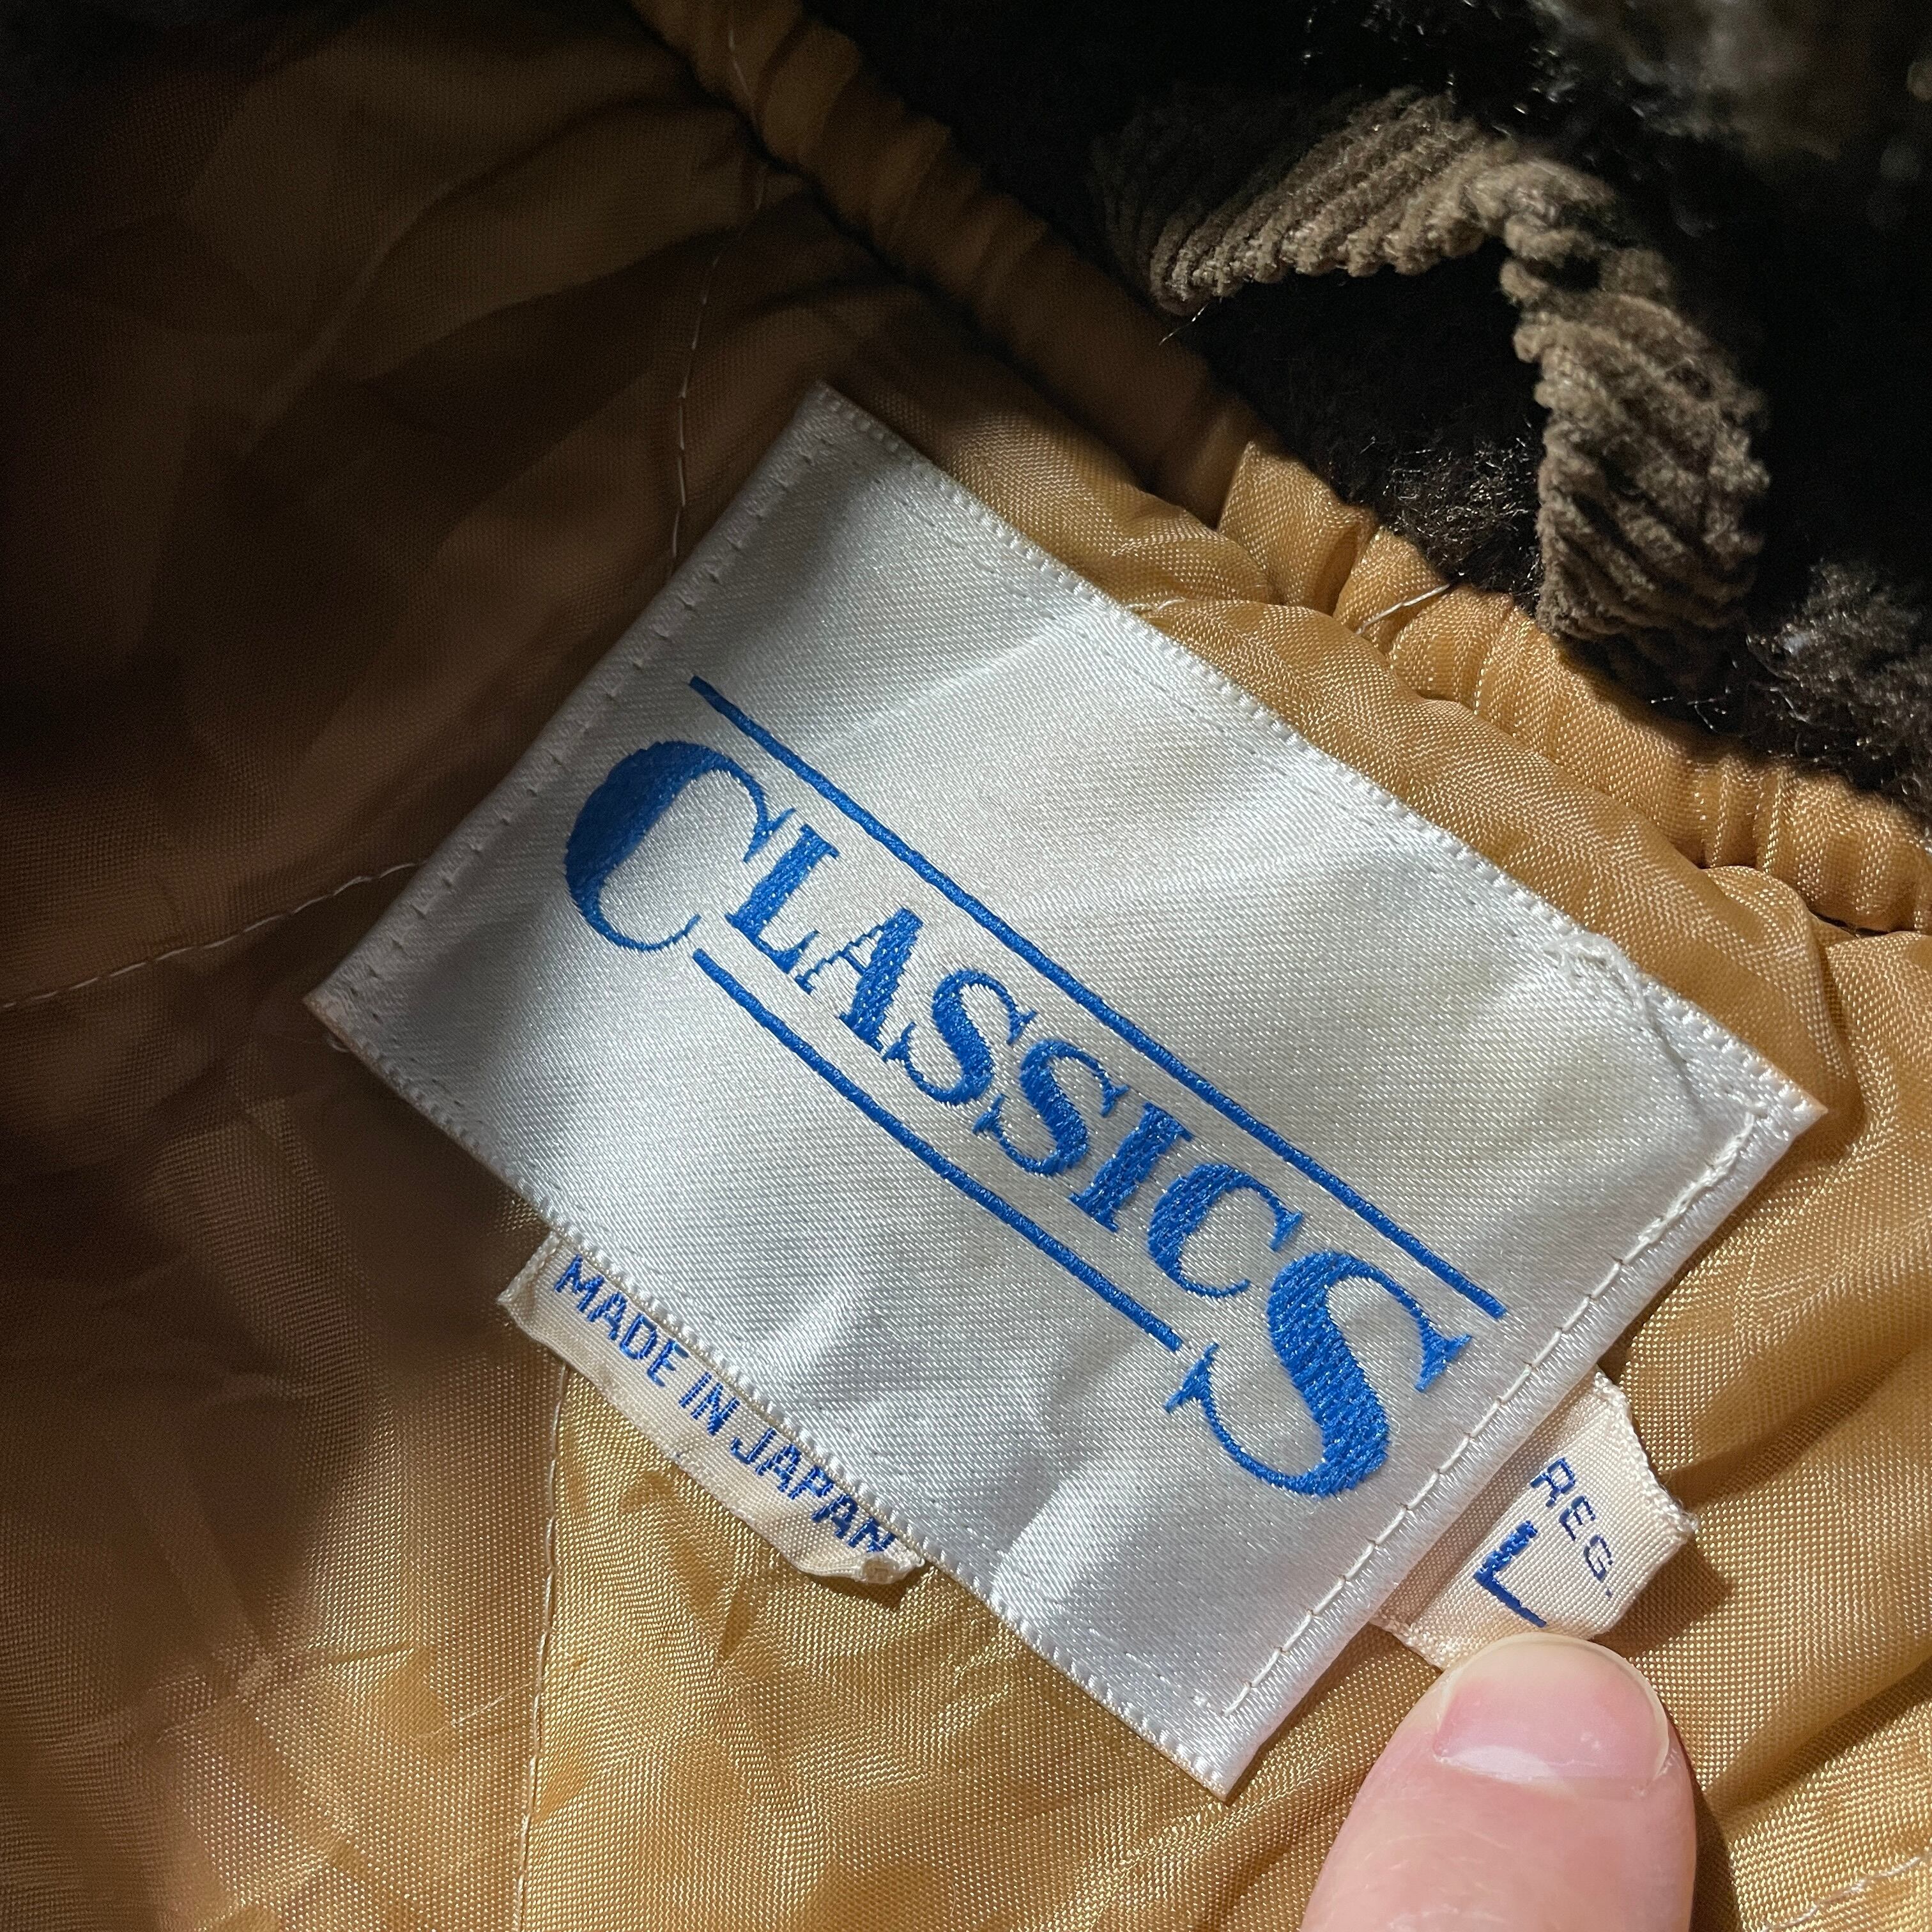 CLASSICS
MADE IN JAPAN
REG'
L